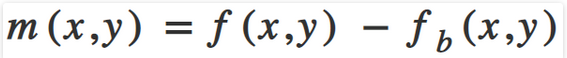 m(x,y) = f(x,y) − f_b(x,y)